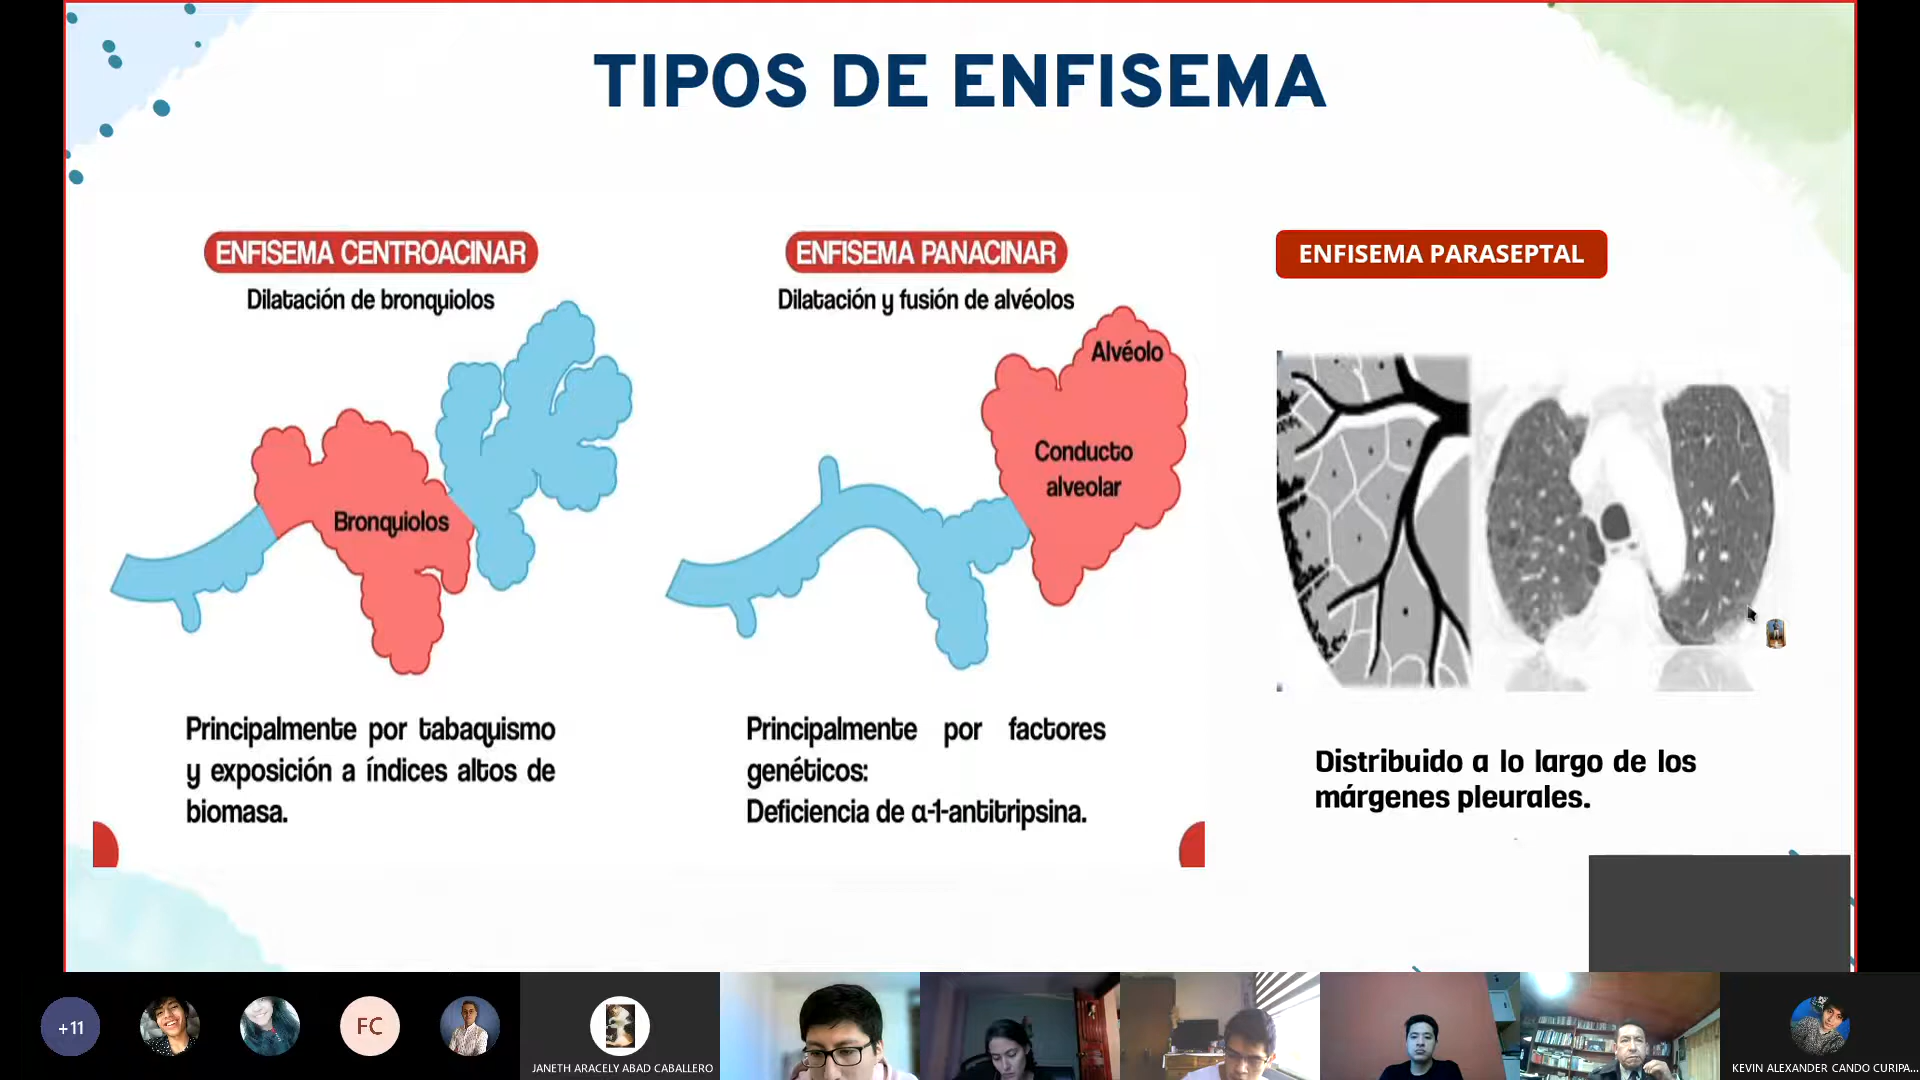 TIPOS DE ENFISEMA
ENFISEMA CENTROACINAR
Dilatación de bronquiolos
Bronquiolos
Principalmente por tabaquismo
y exposición a índices altos de
biomasa.
ENFISEMA PANACINAR
Dilatación y fusión de alvéolos
Alvéolo
Conducto
alveolar
Principalmente por factores
genéticos:
Deficiencia de α-1-antitripsina.
ENFISEMA PARASEPTAL
Distribuido a lo largo de los
márgenes pleurales.
+11
FC
JANETH ARACELY ABAD CABALLERO
KEVIN ALEXANDER CANDO CURIPA...